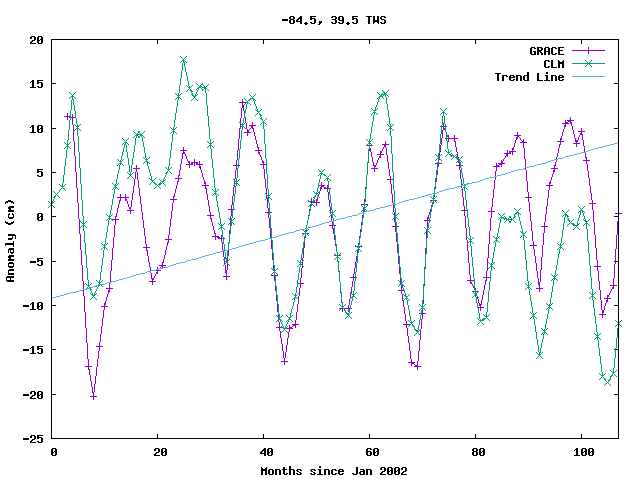 -84.5, 39.5 TWS
GRACE
CLM
Trend Line
20
15
10
5
0
-5
-10
-15
-20
-25
Anomaly (cm)
0 20 40 60 80 100
Months since Jan 2002